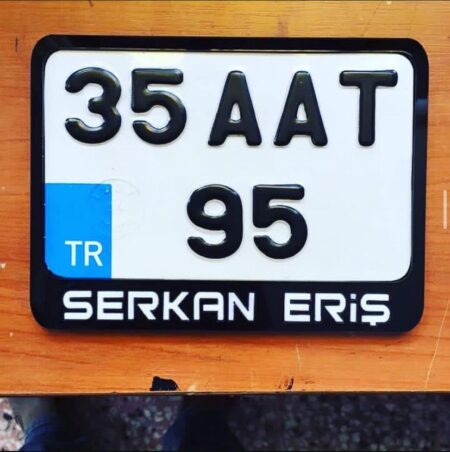 35 AAT
95
TR
SERKAN ERİŞ